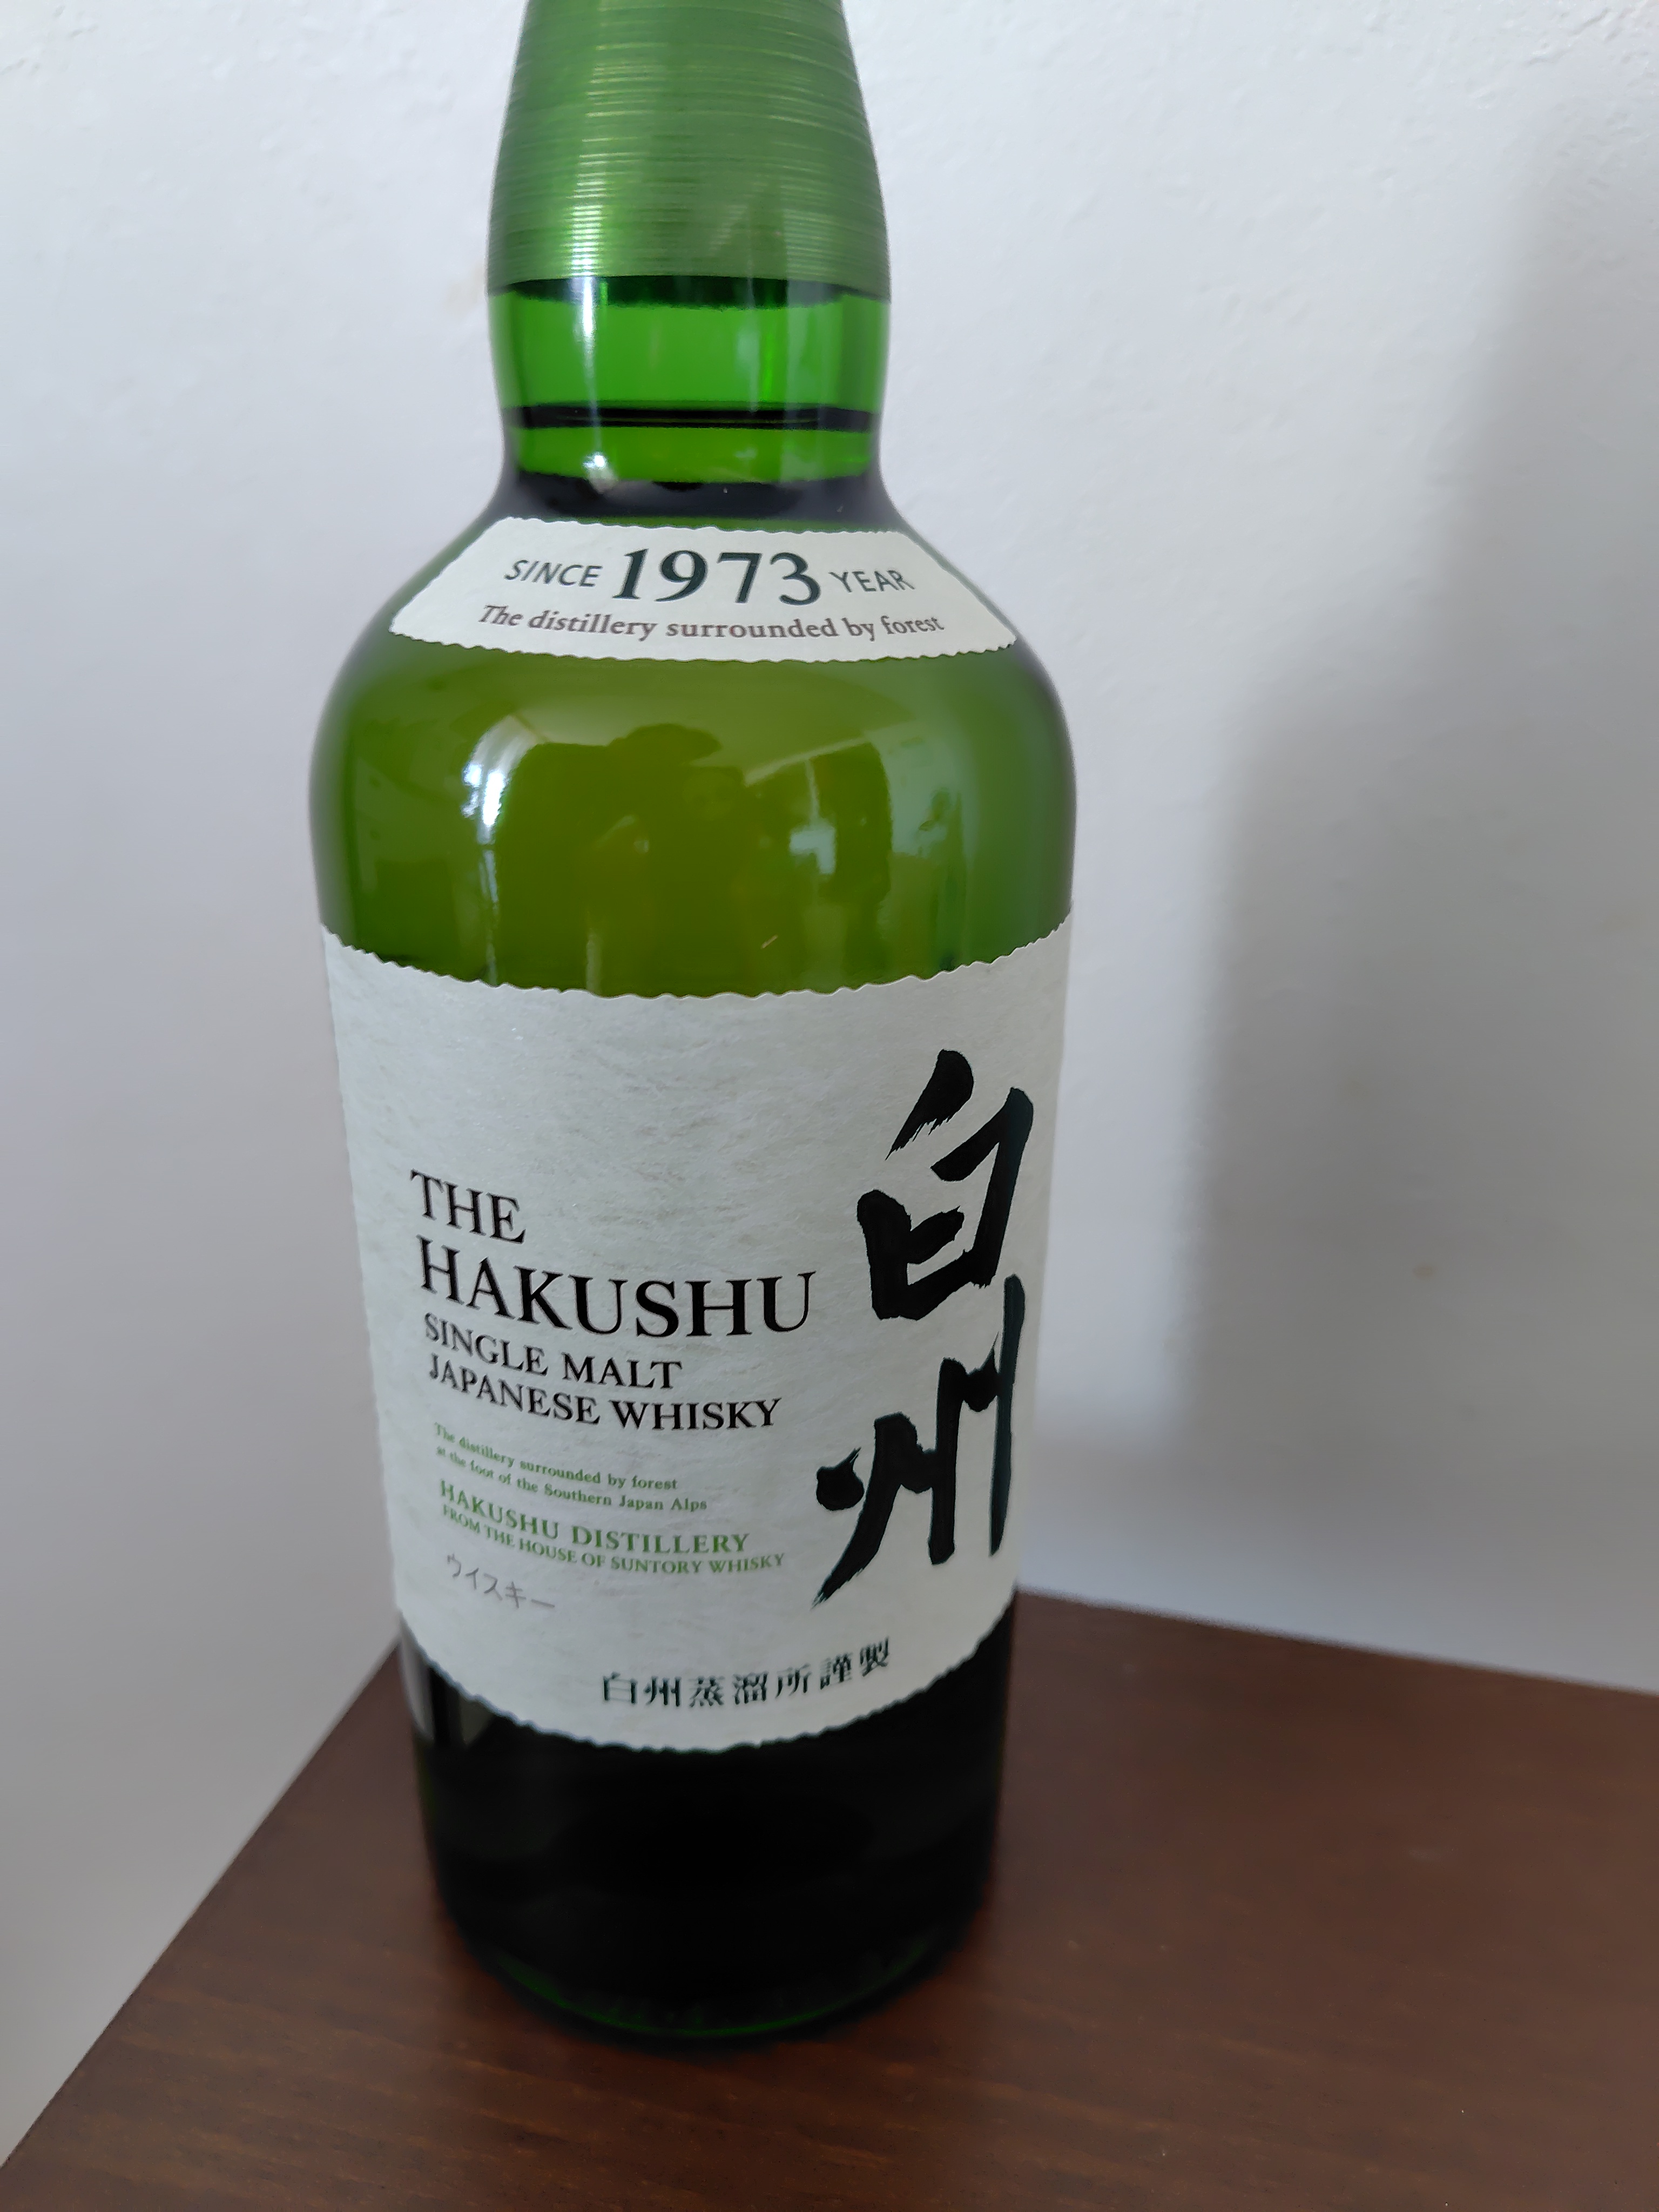 SINCE 1973 YEAR
The distillery surrounded by forest
白州
THE
HAKUSHU
SINGLE MALT
JAPANESE WHISKY
The distillery surrounded by forest
at the foot of the Southern Japan Alps
HAKUSHU DISTILLERY
FROM THE HOUSE OF SUNTORY WHISKY
ウイスキー
白州蒸溜所謹製